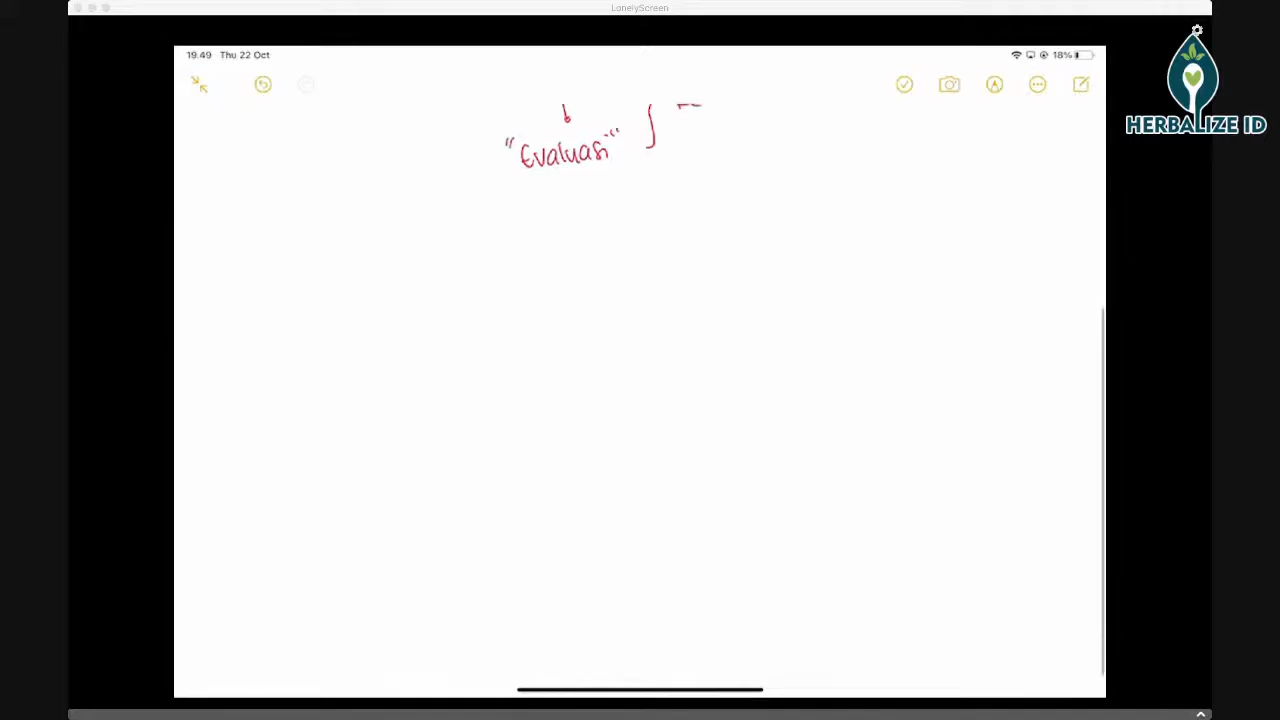 LonelyScreen
19.49 Thu 22 Oct
18%
HERBALIZE ID
"Evaluasi"